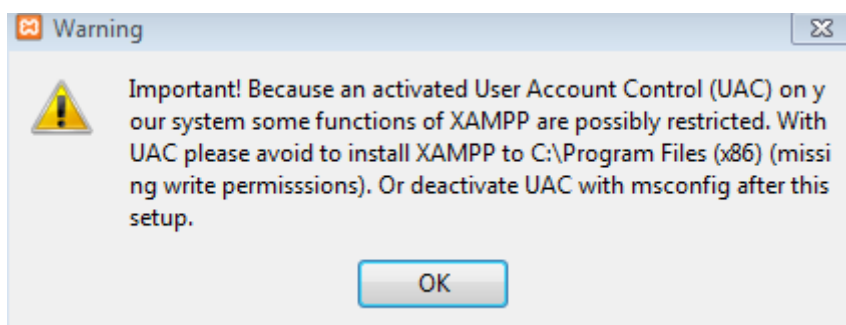 Warning
Important! Because an activated User Account Control (UAC) on y
our system some functions of XAMPP are possibly restricted. With
UAC please avoid to install XAMPP to C:\Program Files (x86) (missi
ng write permisssions). Or deactivate UAC with msconfig after this
setup.
OK